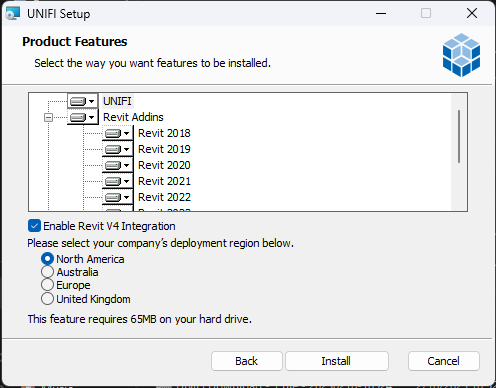 UNIFI Setup
Product Features
Select the way you want features to be installed.
UNIFI
Revit Addins
Revit 2018
Revit 2019
Revit 2020
Revit 2021
Revit 2022
Enable Revit V4 Integration
Please select your company's deployment region below.
North America
Australia
Europe
United Kingdom
This feature requires 65MB on your hard drive.
Back
Install
Cancel